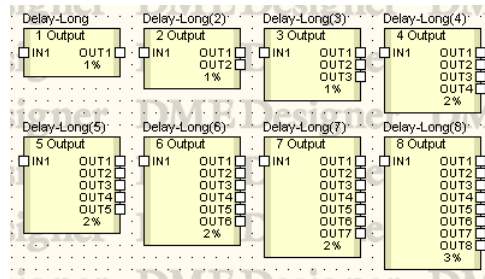 Delay-Long Delay-Long(2) Delay-Long(3) Delay-Long(4)
1 Output 2 Output 3 Output 4 Output
IN1 OUT1 IN1 OUT1 IN1 OUT1 IN1 OUT1
1% OUT2 OUT2 OUT2
1% OUT3 OUT3
1% OUT4
2%
Designer DME Designer DM
Delay-Long(5) Delay-Long(6) Delay-Long(7) Delay-Long(8)
5 Output 6 Output 7 Output 8 Output
IN1 OUT1 IN1 OUT1 IN1 OUT1 IN1 OUT1
OUT2 OUT2 OUT2 OUT2
OUT3 OUT3 OUT3 OUT3
OUT4 OUT4 OUT4 OUT4
OUT5 OUT5 OUT5 OUT5
2% OUT6 OUT6 OUT6
2% OUT7 OUT7
2% OUT8
3%